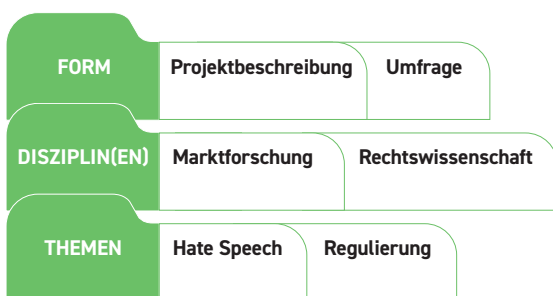 FORM Projektbeschreibung Umfrage
DISZIPLIN(EN) Marktforschung Rechtswissenschaft
THEMEN Hate Speech Regulierung